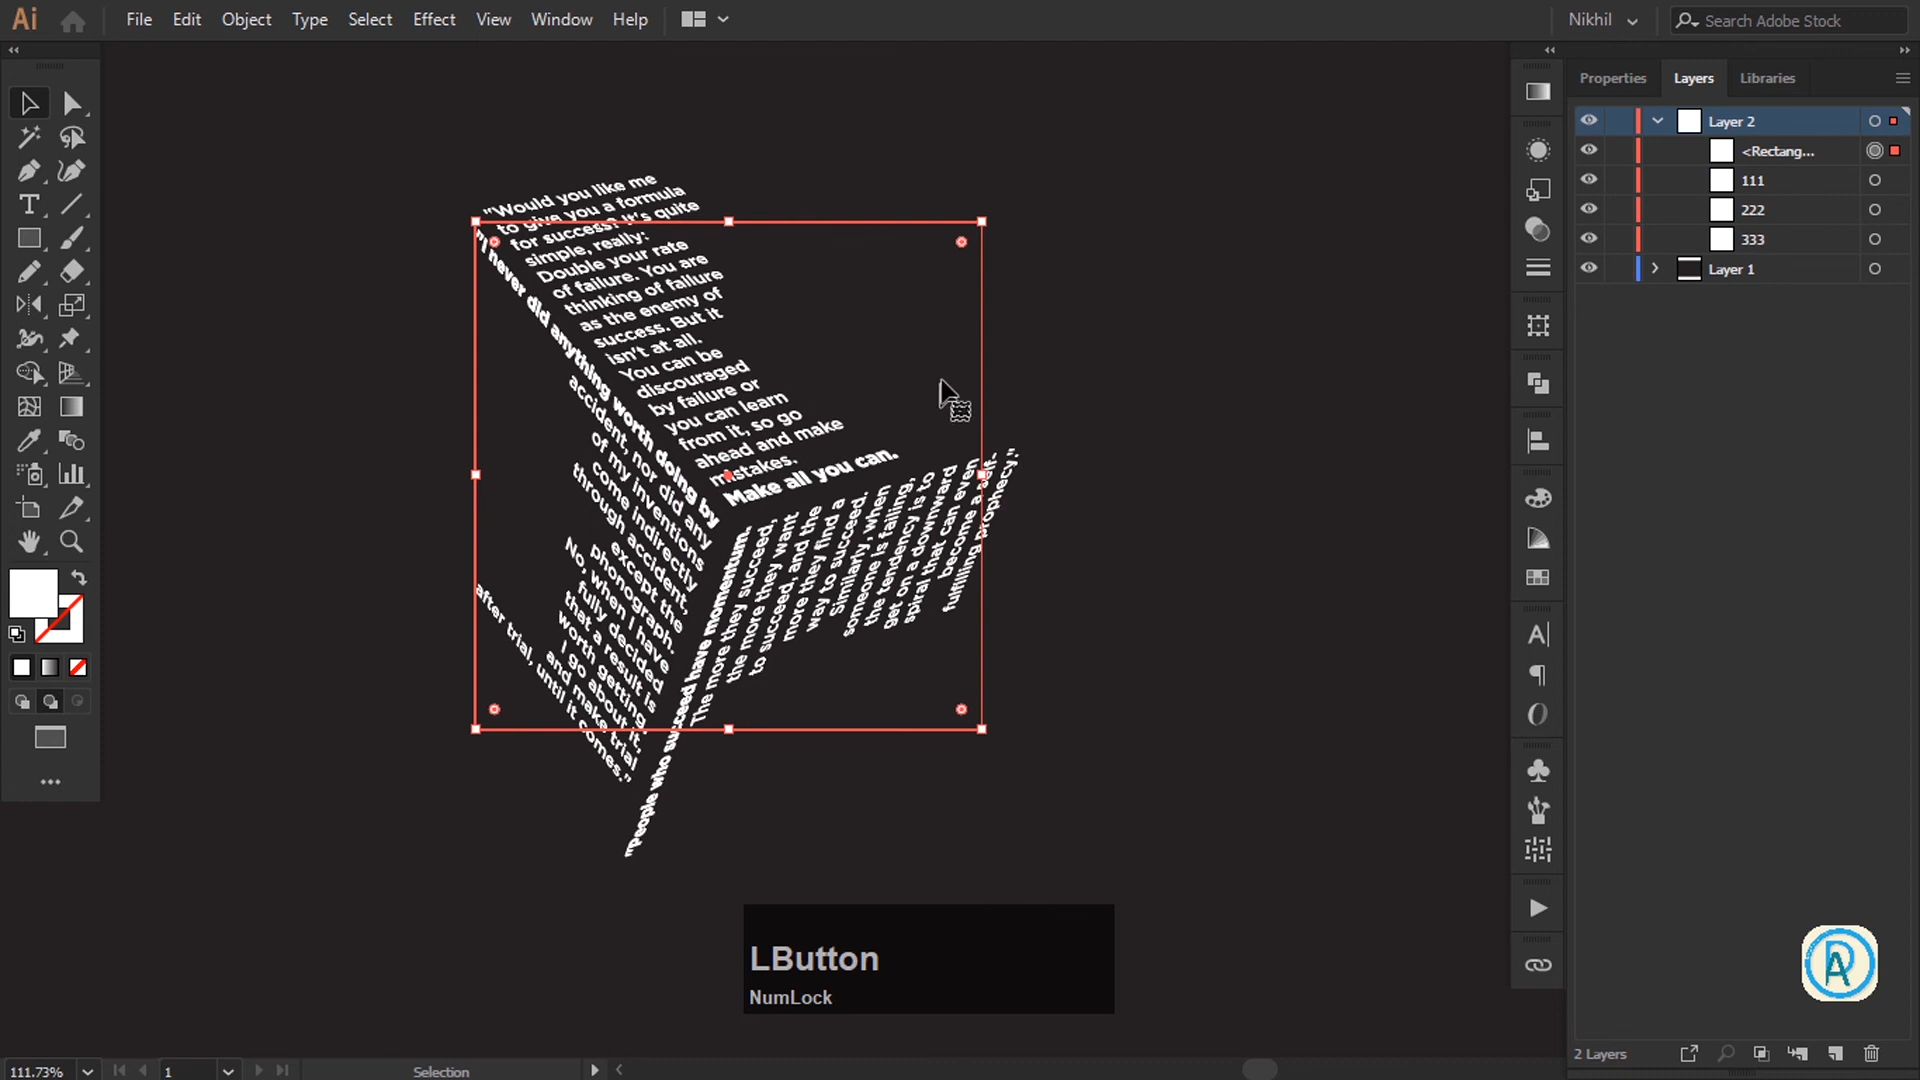 Ai File Edit Object Type Select Effect View Window Help Nikhil Search Adobe Stock
Properties Layers Libraries
Layer 2
<Rectang...
111
222
333
Layer 1
"Would you like me
to give you a formula
for success? It's quite
simple, really:
Double your rate
of failure. You are
thinking of failure
as the enemy of
success. But it
isn't at all.
You can be
discouraged
by failure or
you can learn
from it, so go
ahead and make
mistakes.
Make all you can.
"I never did anything worth doing by
accident, nor did any
of my inventions
come indirectly
through accident,
except the
phonograph.
No, when I have
fully decided
that a result is
worth getting,
I go about it,
and make trial
after trial, until it comes."
"People who succeed have momentum.
The more they succeed,
the more they want
to succeed, and the
more they find a
way to succeed.
Similarly, when
someone is failing,
the tendency is to
get on a downward
spiral that can even
become a self-
fulfilling prophecy."
LButton
NumLock
2 Layers
111.73% 1 Selection